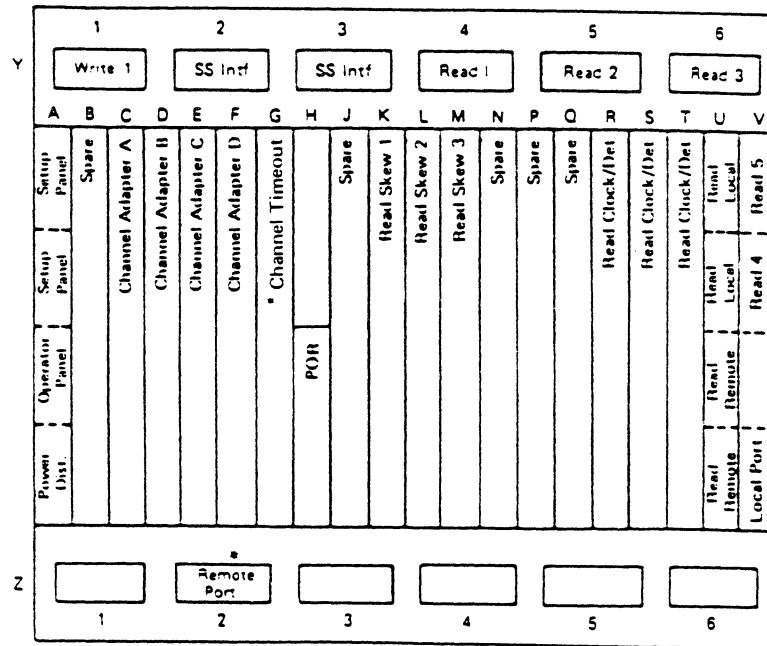 1 2 3 4 5 6
Y
Write 1
SS Intf
SS Intf
Read 1
Read 2
Read 3
A B C D E F G H J K L M N P Q R S T U V
Setup
Panel
Setup
Panel
Operator
Panel
Power
Dist.
Spare
Channel Adapter A
Channel Adapter B
Channel Adapter C
Channel Adapter D
* Channel Timeout
POR
Spare
Read Skew 1
Read Skew 2
Read Skew 3
Spare
Spare
Spare
Read Clock/Det
Read Clock/Det
Read Clock/Det
Read
Local
Read
Local
Read
Remote
Read
Remote
Read 5
Read 4
Local Port
Z
*
Remote
Port
1 2 3 4 5 6